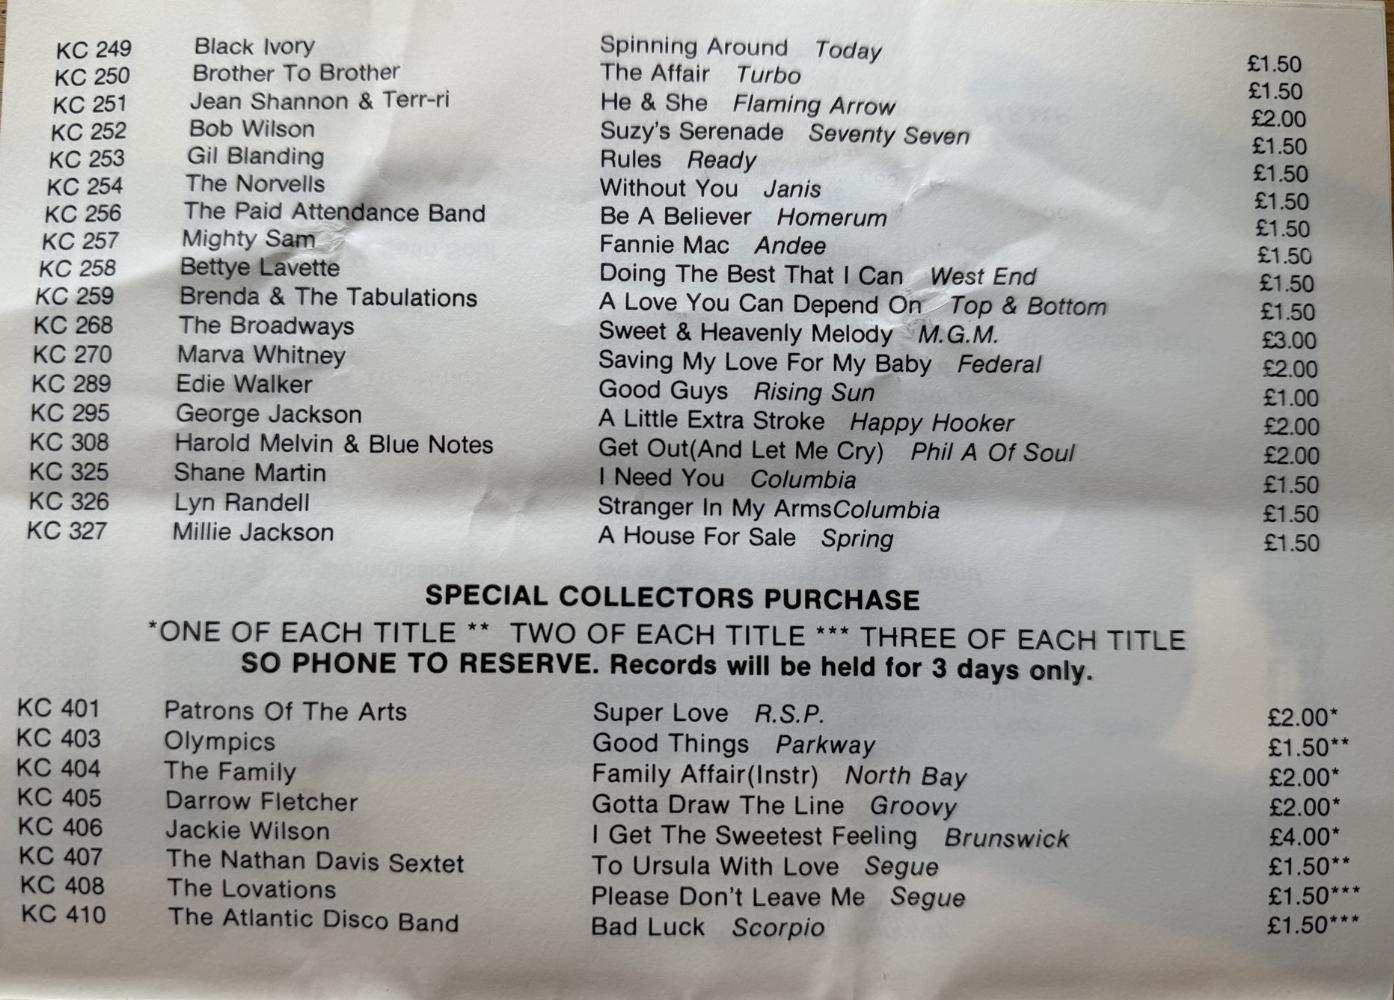 KC 249 Black Ivory Spinning Around Today £1.50
KC 250 Brother To Brother The Affair Turbo £1.50
KC 251 Jean Shannon & Terr-ri He & She Flaming Arrow £2.00
KC 252 Bob Wilson Suzy's Serenade Seventy Seven £1.50
KC 253 Gil Blanding Rules Ready £1.50
KC 254 The Norvells Without You Janis £1.50
KC 256 The Paid Attendance Band Be A Believer Homerum £1.50
KC 257 Mighty Sam Fannie Mac Andee £1.50
KC 258 Bettye Lavette Doing The Best That I Can West End £1.50
KC 259 Brenda & The Tabulations A Love You Can Depend On Top & Bottom £1.50
KC 268 The Broadways Sweet & Heavenly Melody M.G.M. £3.00
KC 270 Marva Whitney Saving My Love For My Baby Federal £2.00
KC 289 Edie Walker Good Guys Rising Sun £1.00
KC 295 George Jackson A Little Extra Stroke Happy Hooker £2.00
KC 308 Harold Melvin & Blue Notes Get Out(And Let Me Cry) Phil A Of Soul £2.00
KC 325 Shane Martin I Need You Columbia £1.50
KC 326 Lyn Randell Stranger In My ArmsColumbia £1.50
KC 327 Millie Jackson A House For Sale Spring £1.50
SPECIAL COLLECTORS PURCHASE
*ONE OF EACH TITLE ** TWO OF EACH TITLE *** THREE OF EACH TITLE
SO PHONE TO RESERVE. Records will be held for 3 days only.
KC 401 Patrons Of The Arts Super Love R.S.P. £2.00*
KC 403 Olympics Good Things Parkway £1.50**
KC 404 The Family Family Affair(Instr) North Bay £2.00*
KC 405 Darrow Fletcher Gotta Draw The Line Groovy £2.00*
KC 406 Jackie Wilson I Get The Sweetest Feeling Brunswick £4.00*
KC 407 The Nathan Davis Sextet To Ursula With Love Segue £1.50**
KC 408 The Lovations Please Don't Leave Me Segue £1.50***
KC 410 The Atlantic Disco Band Bad Luck Scorpio £1.50***